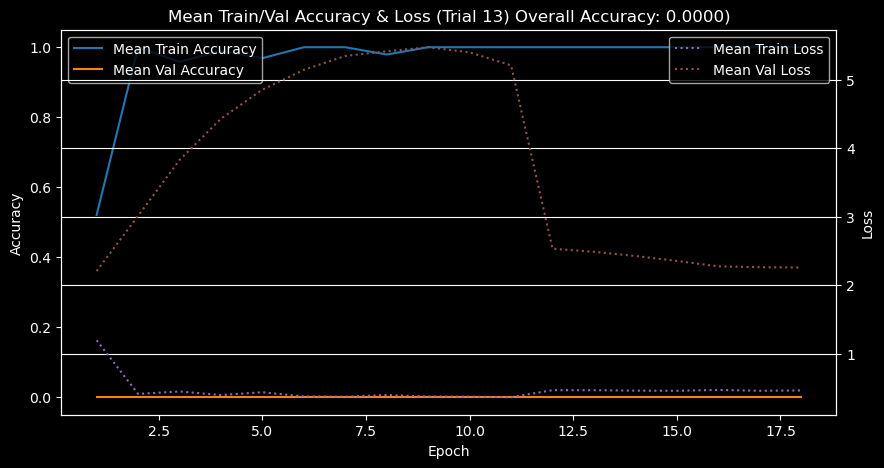 Mean Train/Val Accuracy & Loss (Trial 13) Overall Accuracy: 0.0000)
Mean Train Accuracy
Mean Val Accuracy
Mean Train Loss
Mean Val Loss
1.0
0.8
0.6
0.4
0.2
0.0
Accuracy
5
4
3
2
1
Loss
2.5 5.0 7.5 10.0 12.5 15.0 17.5
Epoch